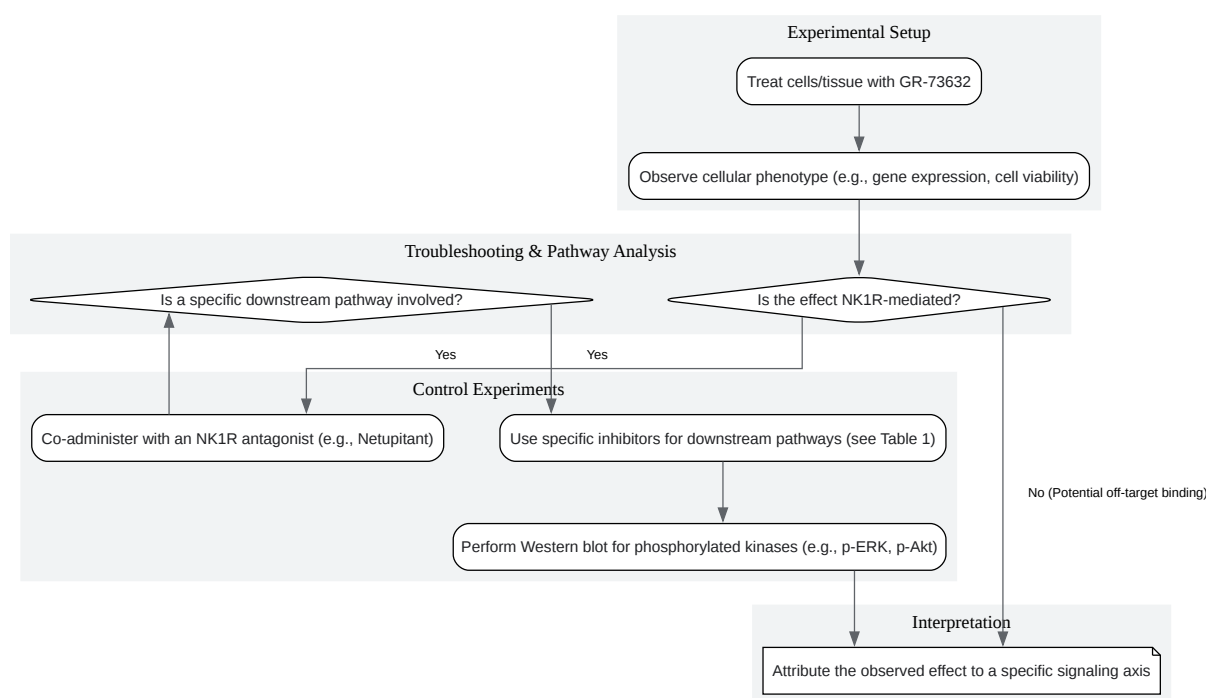 Experimental Setup
Treat cells/tissue with GR-73632
Observe cellular phenotype (e.g., gene expression, cell viability)
Troubleshooting & Pathway Analysis
Is a specific downstream pathway involved?
Is the effect NK1R-mediated?
Yes
Yes
Control Experiments
Co-administer with an NK1R antagonist (e.g., Netupitant)
Use specific inhibitors for downstream pathways (see Table 1)
No (Potential off-target binding)
Perform Western blot for phosphorylated kinases (e.g., p-ERK, p-Akt)
Interpretation
Attribute the observed effect to a specific signaling axis